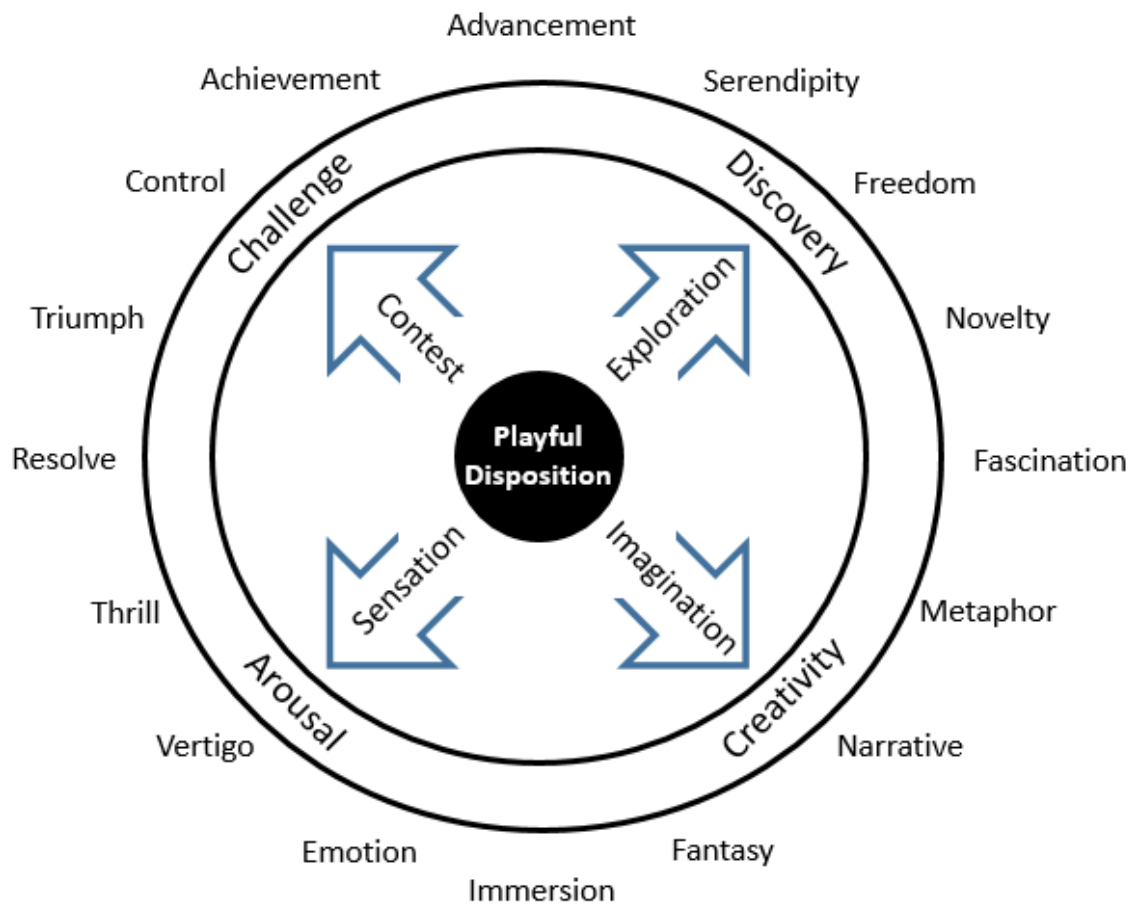 Advancement
Achievement
Serendipity
Control
Challenge
Discovery
Freedom
Triumph
Contest
Exploration
Novelty
Resolve
Playful
Disposition
Fascination
Thrill
Sensation
Imagination
Metaphor
Arousal
Creativity
Vertigo
Narrative
Emotion
Fantasy
Immersion